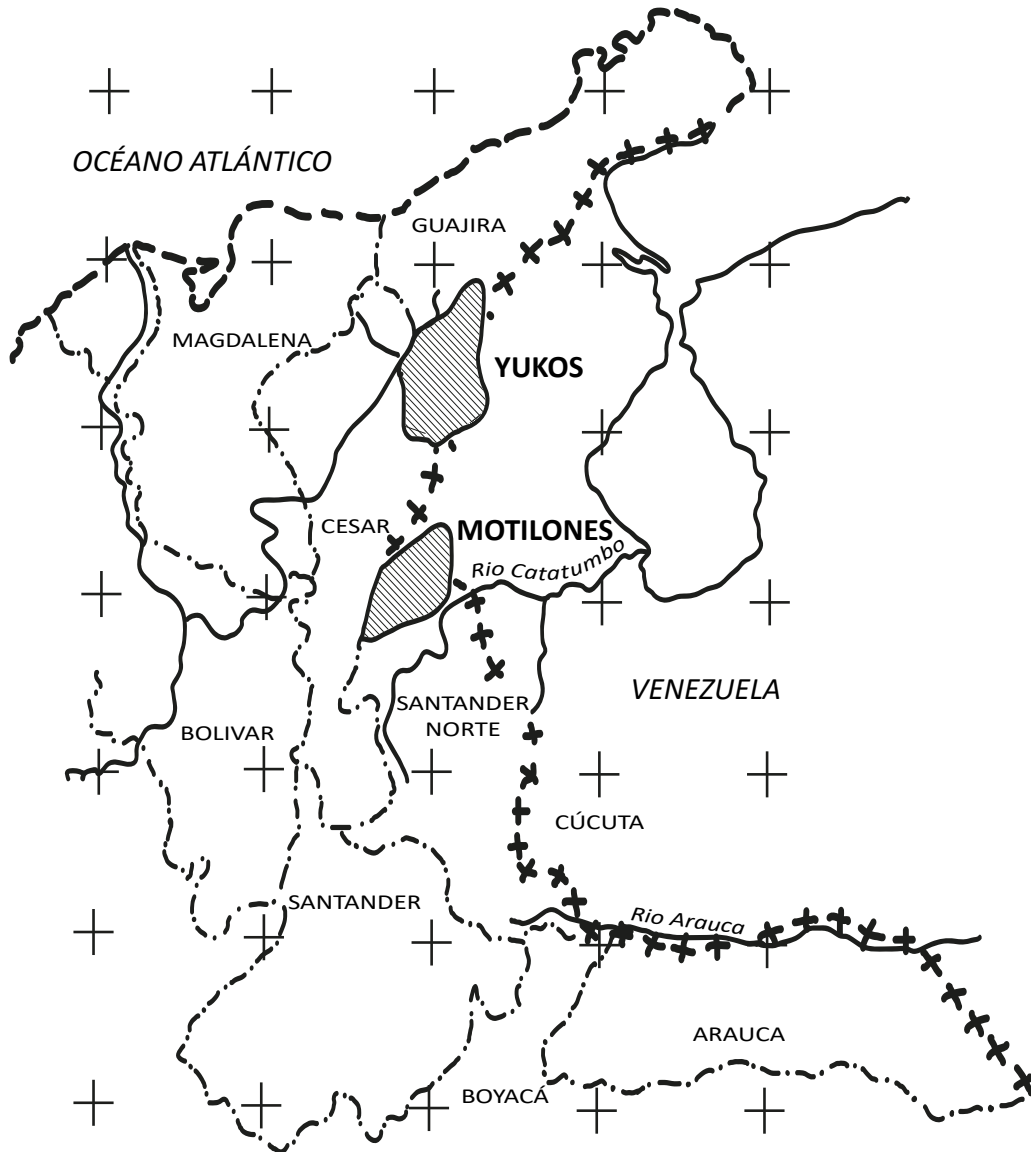 OCÉANO ATLÁNTICO
GUAJIRA
MAGDALENA
YUKOS
CESAR
MOTILONES
Rio Catatumbo
SANTANDER
NORTE
VENEZUELA
BOLIVAR
CÚCUTA
SANTANDER
Rio Arauca
ARAUCA
BOYACÁ